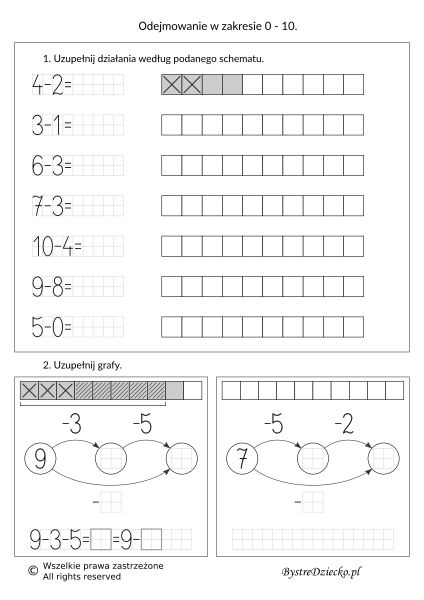 Odejmowanie w zakresie 0 - 10.
1. Uzupełnij działania według podanego schematu.
4-2=
3-1=
6-3=
7-3=
10-4=
9-8=
5-0=
2. Uzupełnij grafy.
-3 -5
9
-
9-3-5= =9-
-5 -2
7
-
© Wszelkie prawa zastrzeżone
All rights reserved
BystreDziecko.pl